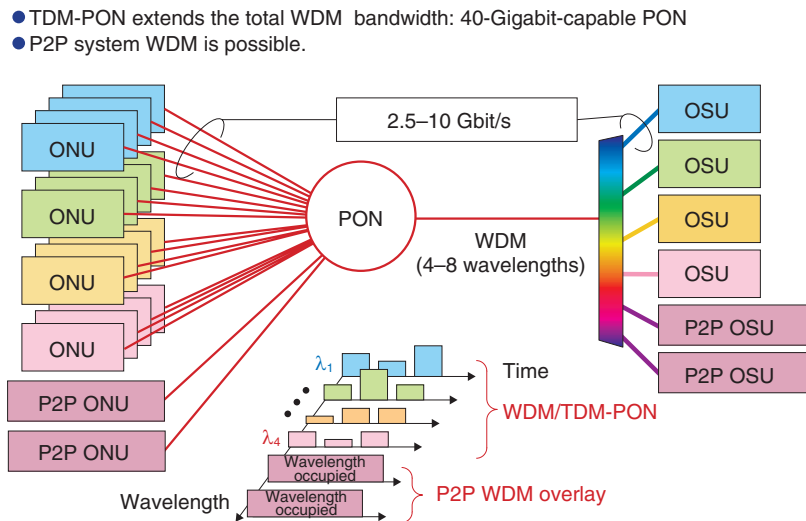 ● TDM-PON extends the total WDM bandwidth: 40-Gigabit-capable PON
● P2P system WDM is possible.
2.5–10 Gbit/s
ONU
ONU
ONU
ONU
P2P ONU
P2P ONU
PON
WDM
(4–8 wavelengths)
OSU
OSU
OSU
OSU
P2P OSU
P2P OSU
λ1
λ4
Time
WDM/TDM-PON
Wavelength
occupied
Wavelength
occupied
Wavelength
P2P WDM overlay